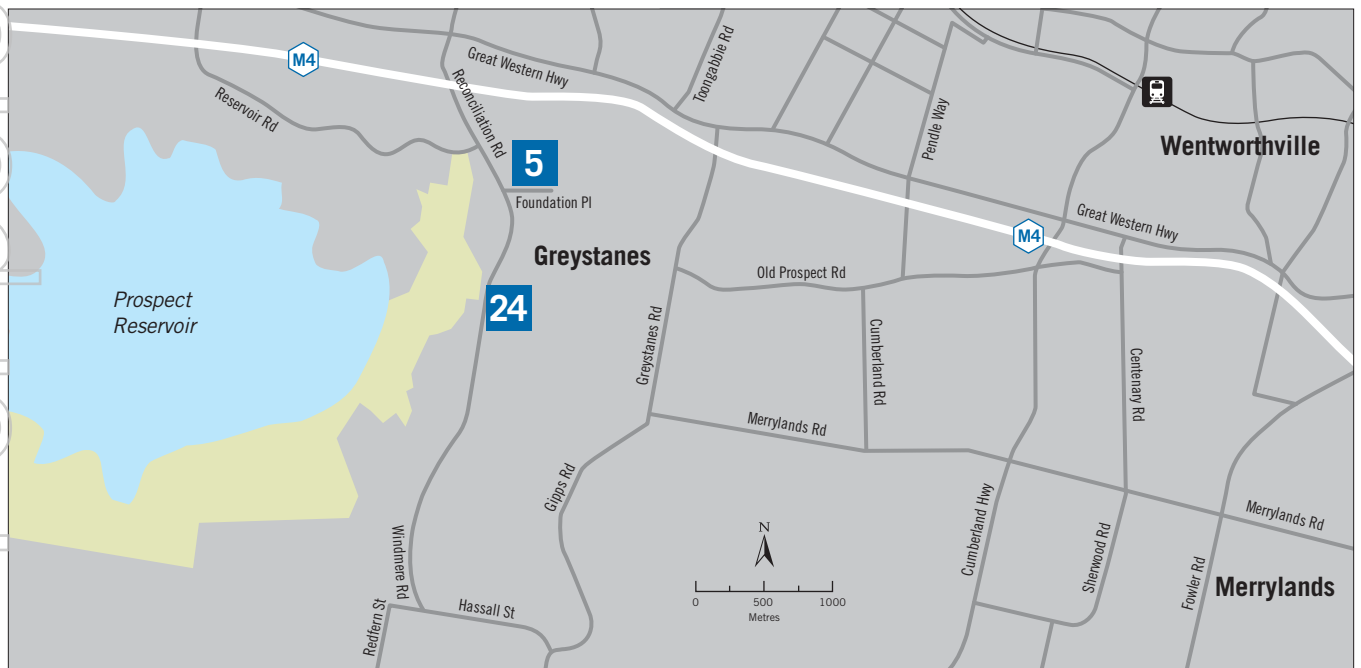 M4
Great Western Hwy
Toongabbie Rd
Reconciliation Rd
Reservoir Rd
Pendle Way
Wentworthville
5
Foundation Pl
Great Western Hwy
M4
Greystanes
Old Prospect Rd
Prospect
Reservoir
24
Greystanes Rd
Cumberland Rd
Centenary Rd
Merrylands Rd
Gipps Rd
Cumberland Hwy
Merrylands Rd
N
Windmere Rd
Sherwood Rd
Fowler Rd
Merrylands
0 500 1000
Metres
Hassall St
Redfern St